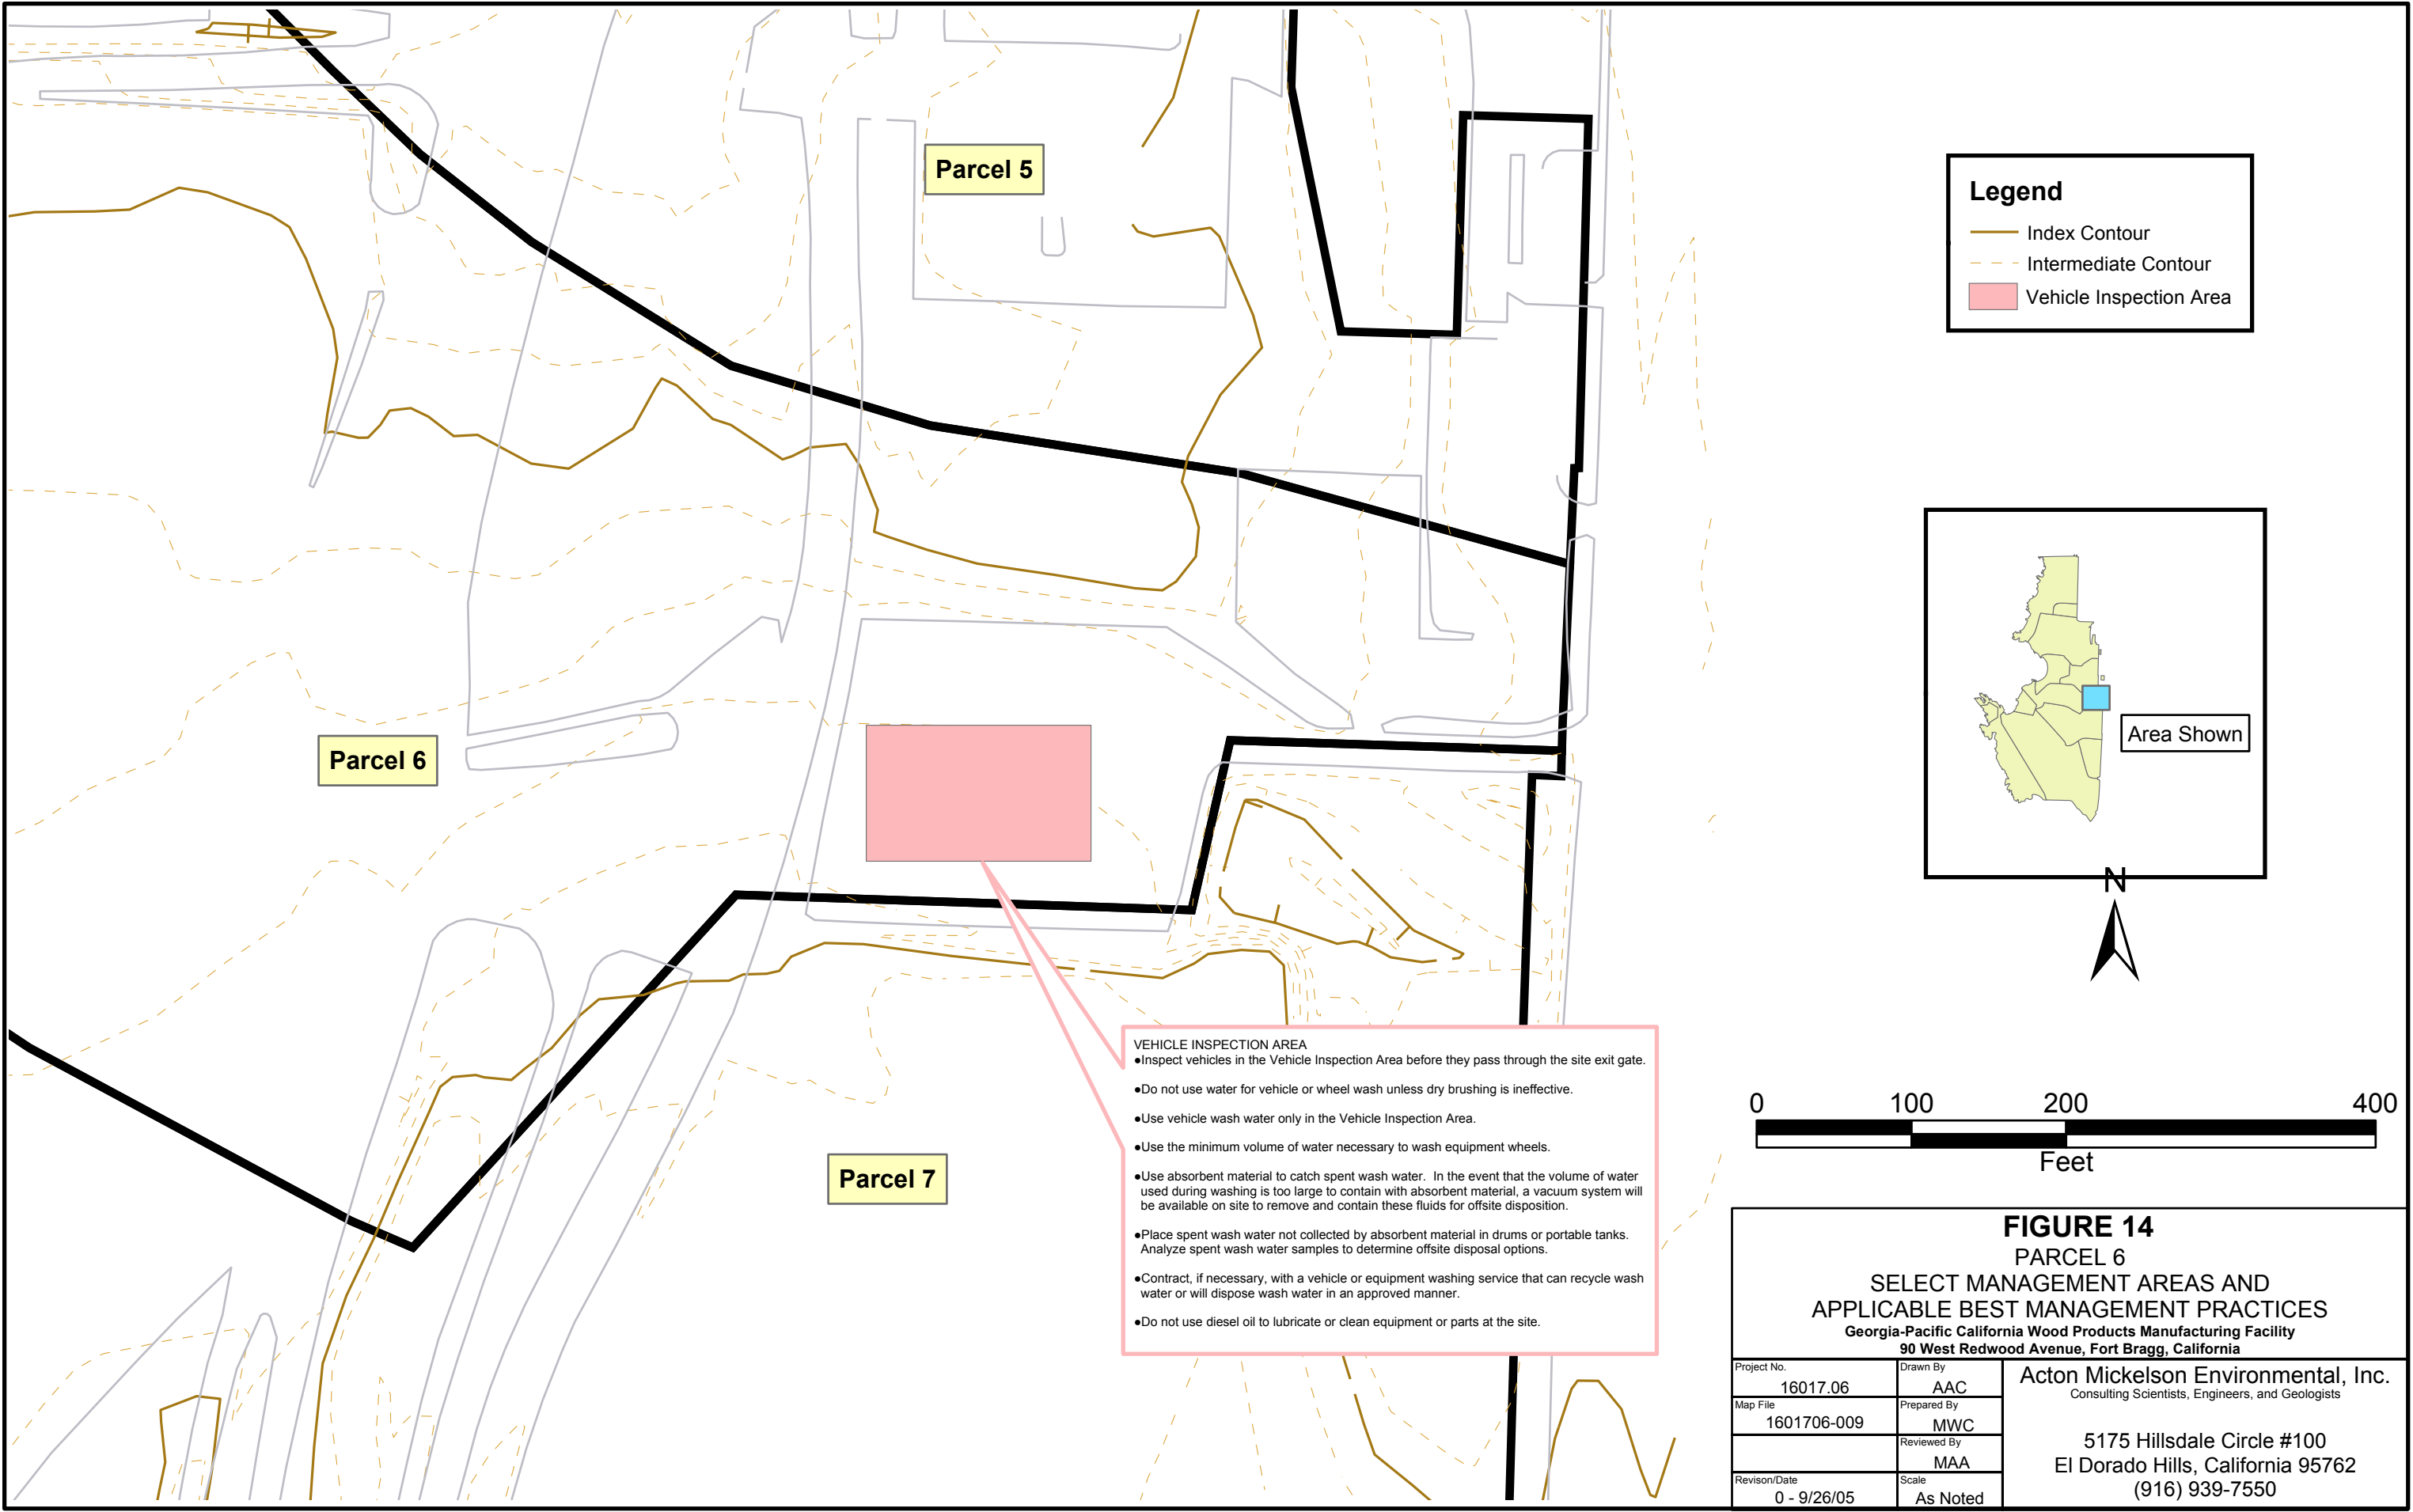 Parcel 5
Parcel 6
Parcel 7
Legend
Index Contour
Intermediate Contour
Vehicle Inspection Area
Area Shown
N
VEHICLE INSPECTION AREA
●Inspect vehicles in the Vehicle Inspection Area before they pass through the site exit gate.
●Do not use water for vehicle or wheel wash unless dry brushing is ineffective.
●Use vehicle wash water only in the Vehicle Inspection Area.
●Use the minimum volume of water necessary to wash equipment wheels.
●Use absorbent material to catch spent wash water. In the event that the volume of water
used during washing is too large to contain with absorbent material, a vacuum system will
be available on site to remove and contain these fluids for offsite disposition.
●Place spent wash water not collected by absorbent material in drums or portable tanks.
Analyze spent wash water samples to determine offsite disposal options.
●Contract, if necessary, with a vehicle or equipment washing service that can recycle wash
water or will dispose wash water in an approved manner.
●Do not use diesel oil to lubricate or clean equipment or parts at the site.
0 100 200 400
Feet
FIGURE 14
PARCEL 6
SELECT MANAGEMENT AREAS AND
APPLICABLE BEST MANAGEMENT PRACTICES
Georgia-Pacific California Wood Products Manufacturing Facility
90 West Redwood Avenue, Fort Bragg, California
Project No.
16017.06
Drawn By
AAC
Map File
1601706-009
Prepared By
MWC
Reviewed By
MAA
Revison/Date
0 - 9/26/05
Scale
As Noted
Acton Mickelson Environmental, Inc.
Consulting Scientists, Engineers, and Geologists
5175 Hillsdale Circle #100
El Dorado Hills, California 95762
(916) 939-7550